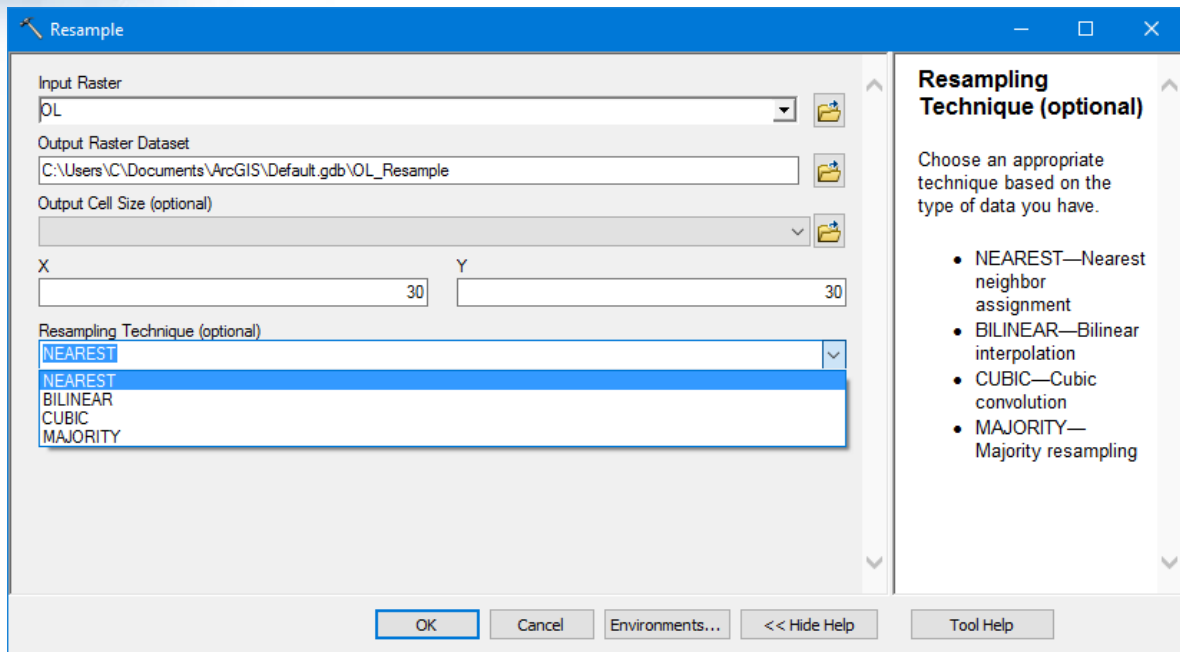 Resample
Input Raster
OL
Output Raster Dataset
C:\Users\C\Documents\ArcGIS\Default.gdb\OL_Resample
Output Cell Size (optional)
X Y
30 30
Resampling Technique (optional)
NEAREST
NEAREST
BILINEAR
CUBIC
MAJORITY
Resampling
Technique (optional)
Choose an appropriate
technique based on the
type of data you have.
• NEAREST—Nearest
neighbor
assignment
• BILINEAR—Bilinear
interpolation
• CUBIC—Cubic
convolution
• MAJORITY—
Majority resampling
OK Cancel Environments... << Hide Help Tool Help